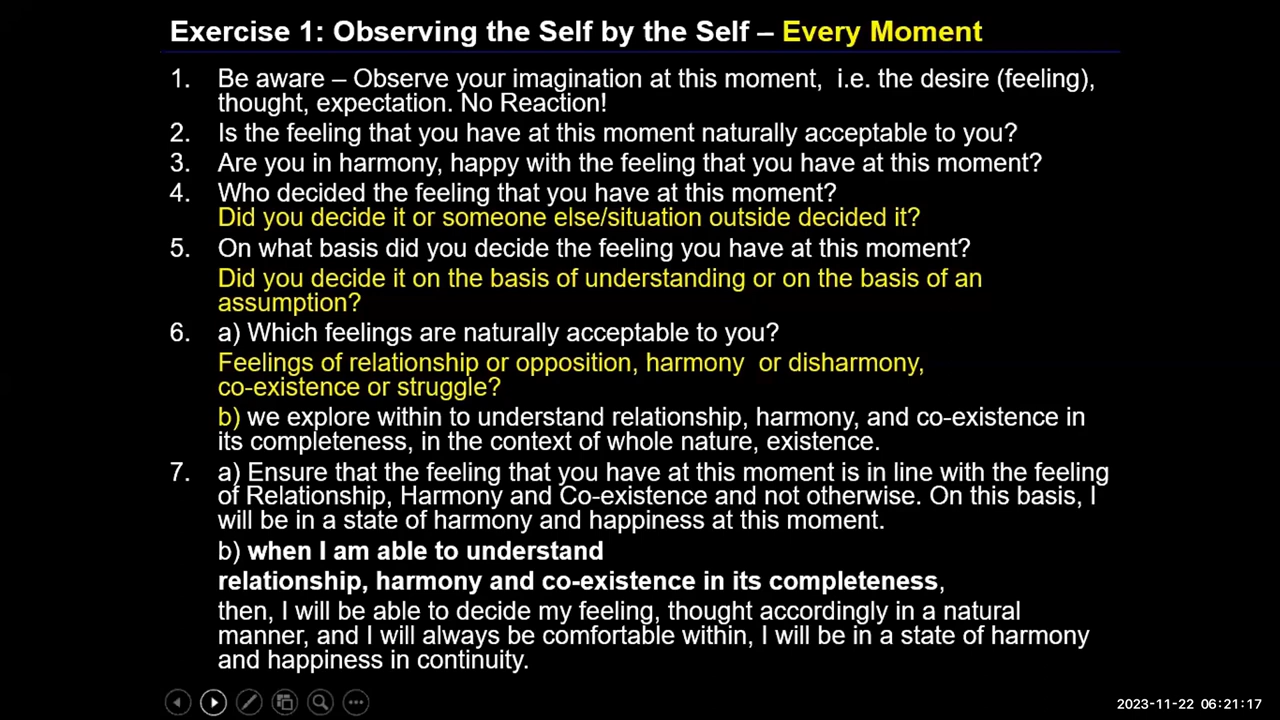 Exercise 1: Observing the Self by the Self – Every Moment
1. Be aware – Observe your imagination at this moment, i.e. the desire (feeling),
thought, expectation. No Reaction!
2. Is the feeling that you have at this moment naturally acceptable to you?
3. Are you in harmony, happy with the feeling that you have at this moment?
4. Who decided the feeling that you have at this moment?
Did you decide it or someone else/situation outside decided it?
5. On what basis did you decide the feeling you have at this moment?
Did you decide it on the basis of understanding or on the basis of an
assumption?
6. a) Which feelings are naturally acceptable to you?
Feelings of relationship or opposition, harmony or disharmony,
co-existence or struggle?
b) we explore within to understand relationship, harmony, and co-existence in
its completeness, in the context of whole nature, existence.
7. a) Ensure that the feeling that you have at this moment is in line with the feeling
of Relationship, Harmony and Co-existence and not otherwise. On this basis, I
will be in a state of harmony and happiness at this moment.
b) when I am able to understand
relationship, harmony and co-existence in its completeness,
then, I will be able to decide my feeling, thought accordingly in a natural
manner, and I will always be comfortable within, I will be in a state of harmony
and happiness in continuity.
2023-11-22 06:21:17